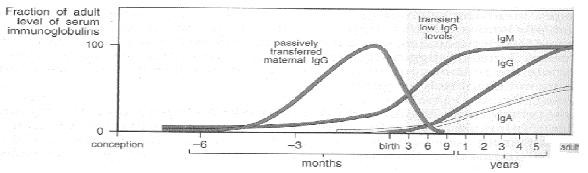 Fraction of adult
level of serum
immunoglobulins
100
0
passively
transferred
maternal IgG
transient
low IgG
levels
IgM
IgG
IgA
conception
−6
−3
birth 3 6 9 1 2 3 4 5 adult
months
years